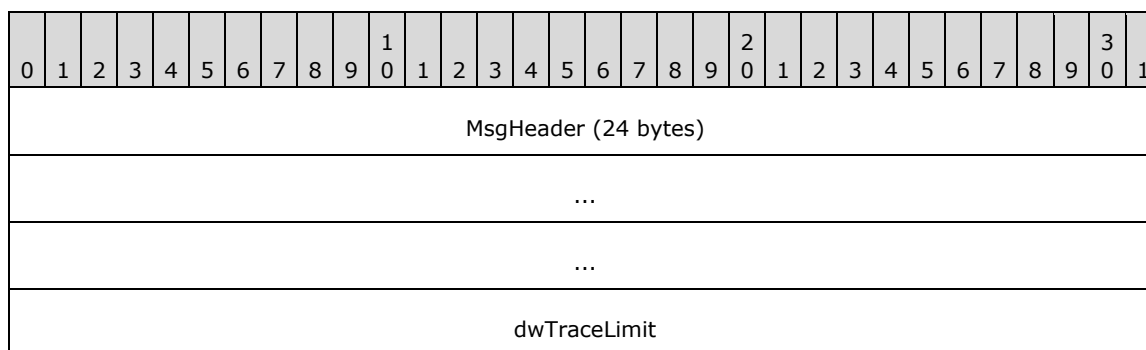 1 2 3
0 1 2 3 4 5 6 7 8 9 0 1 2 3 4 5 6 7 8 9 0 1 2 3 4 5 6 7 8 9 0 1
MsgHeader (24 bytes)
...
...
dwTraceLimit